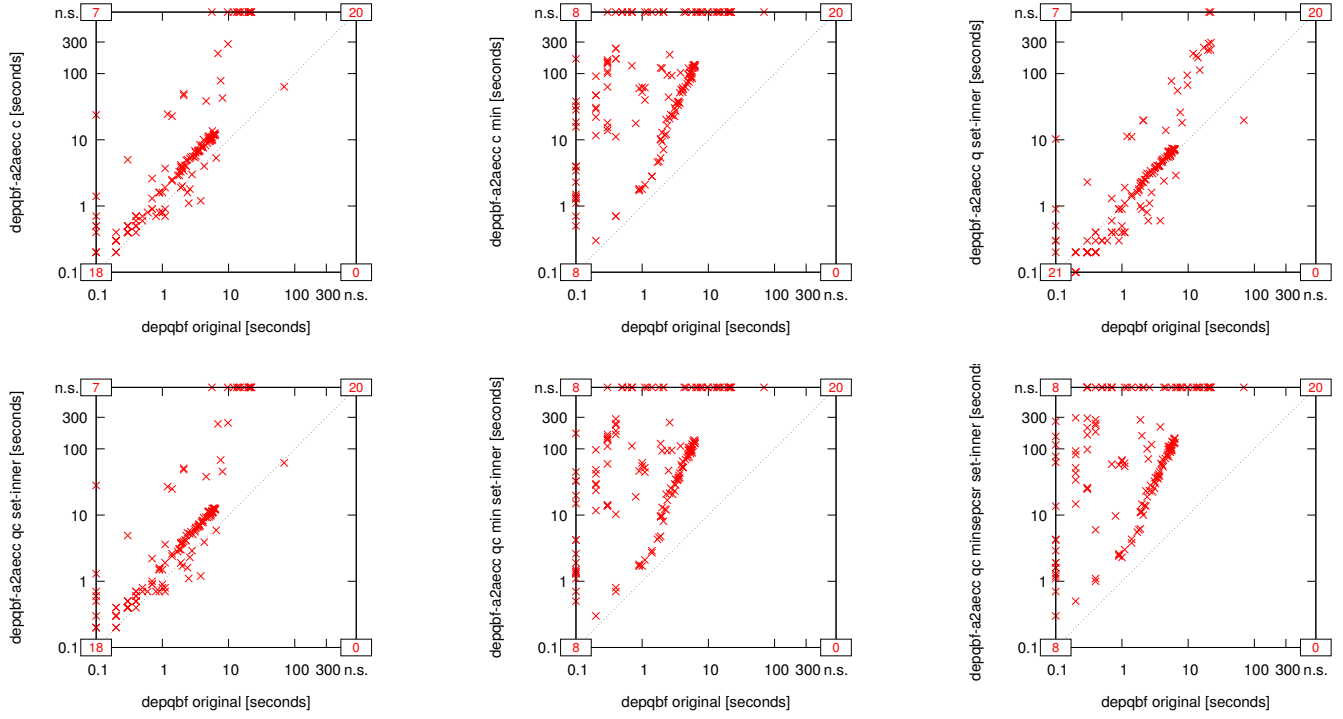 n.s. 7 20
300
100
10
1
0.1 18 0
0.1 1 10 100 300 n.s.
depqbf original [seconds]
depqbf-a2aecc c [seconds]
n.s. 8 20
300
100
10
1
0.1 8 0
0.1 1 10 100 300 n.s.
depqbf original [seconds]
depqbf-a2aecc c min [seconds]
n.s. 7 20
300
100
10
1
0.1 21 0
0.1 1 10 100 300 n.s.
depqbf original [seconds]
depqbf-a2aecc q set-inner [seconds]
n.s. 7 20
300
100
10
1
0.1 18 0
0.1 1 10 100 300 n.s.
depqbf original [seconds]
depqbf-a2aecc qc set-inner [seconds]
n.s. 8 20
300
100
10
1
0.1 8 0
0.1 1 10 100 300 n.s.
depqbf original [seconds]
depqbf-a2aecc qc min set-inner [seconds]
n.s. 8 20
300
100
10
1
0.1 8 0
0.1 1 10 100 300 n.s.
depqbf original [seconds]
depqbf-a2aecc qc minsepcsr set-inner [second